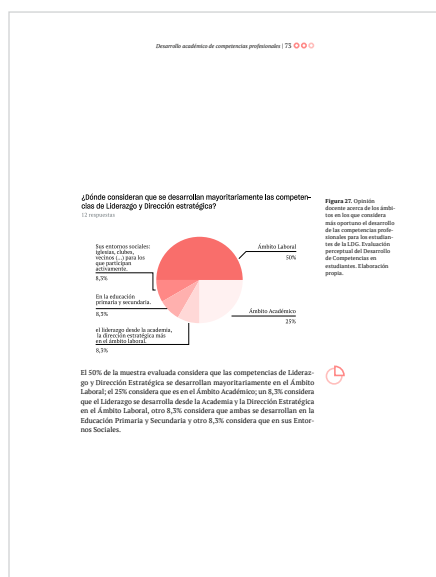 Desarrollo académico de competencias profesionales | 73
¿Dónde consideran que se desarrollan mayoritariamente las competen-
cias de Liderazgo y Dirección estratégica?
12 respuestas
Sus entornos sociales:
iglesias, clubes,
vecinos (...) para los
que participan
activamente.
8,3%
En la educación
primaria y secundaria.
8,3%
el liderazgo desde la academia,
la dirección estratégica más
en el ámbito laboral.
8,3%
Ámbito Laboral
50%
Ámbito Académico
25%
Figura 27. Opinión
docente acerca de los ámbi-
tos en los que considera
más oportuno el desarrollo
de las competencias profe-
sionales para los estudian-
tes de la LDG. Evaluación
perceptual del Desarrollo
de Competencias en
estudiantes. Elaboración
propia.
El 50% de la muestra evaluada considera que las competencias de Lideraz-
go y Dirección Estratégica se desarrollan mayoritariamente en el Ámbito
Laboral; el 25% considera que es en el Ámbito Académico; un 8,3% considera
que el Liderazgo se desarrolla desde la Academia y la Dirección Estratégica
en el Ámbito Laboral, otro 8,3% considera que ambas se desarrollan en la
Educación Primaria y Secundaria y otro 8,3% considera que en sus Entor-
nos Sociales.